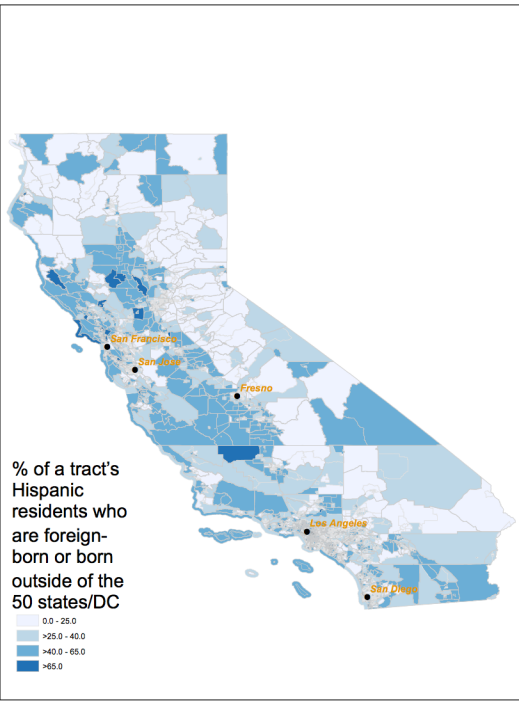 San Francisco
San Jose
Fresno
% of a tract's
Hispanic
residents who
are foreign-
born or born
outside of the
50 states/DC
Los Angeles
San Diego
0.0 - 25.0
>25.0 - 40.0
>40.0 - 65.0
>65.0